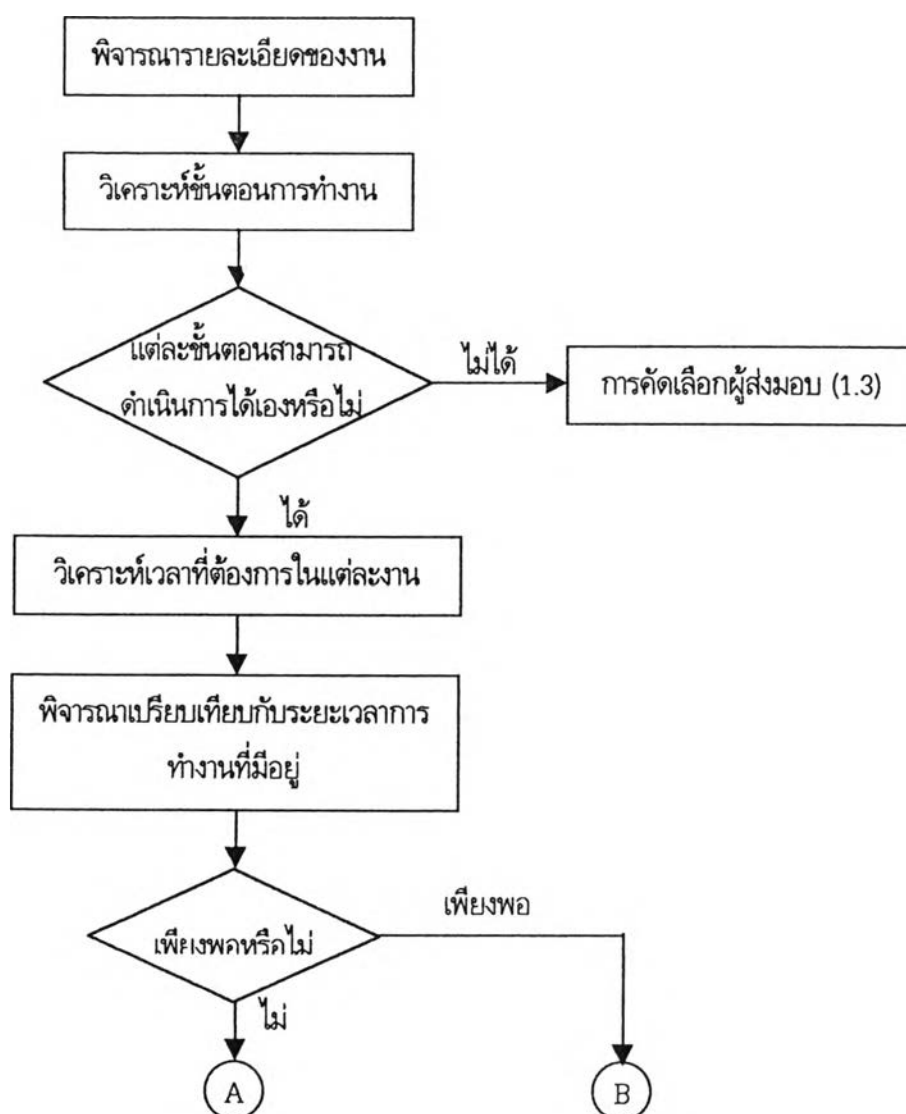 พิจารณารายละเอียดของงาน
วิเคราะห์ขั้นตอนการทำงาน
แต่ละขั้นตอนสามารถ
ดำเนินการได้เองหรือไม่
ไม่ได้
การคัดเลือกผู้ส่งมอบ (1.3)
ได้
วิเคราะห์เวลาที่ต้องการในแต่ละงาน
พิจารณาเปรียบเทียบกับระยะเวลาการ
ทำงานที่มีอยู่
เพียงพอหรือไม่
เพียงพอ
ไม่
A
B